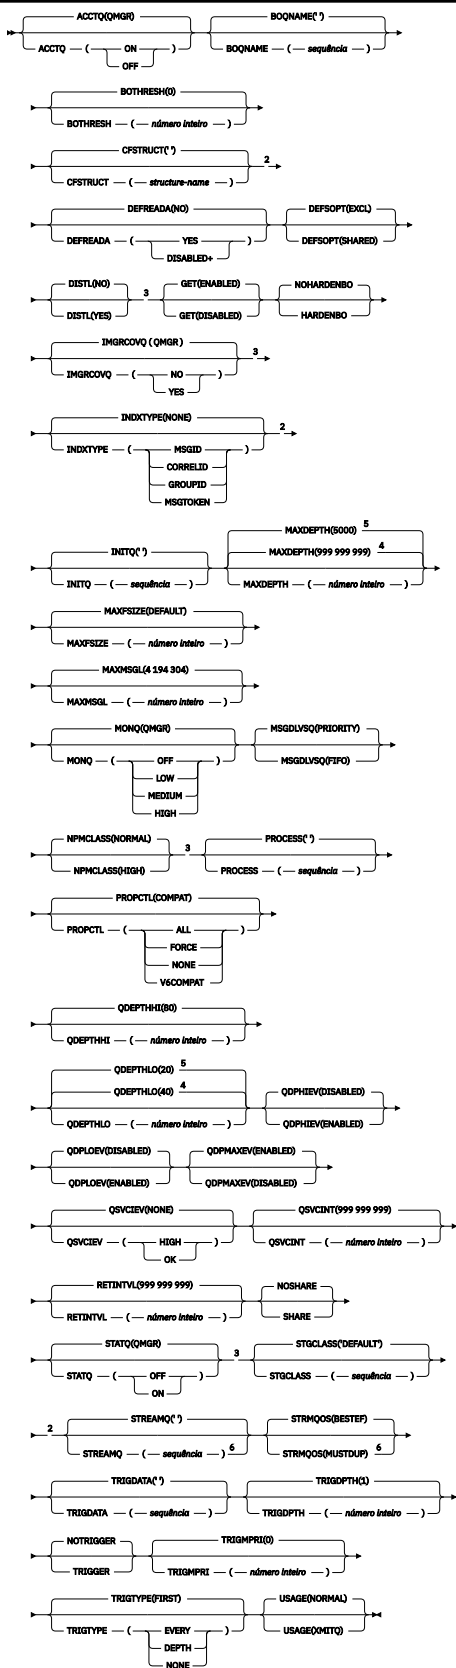 ACCTQ(QMGR) BOQNAME(' ')
ACCTQ ( ON ) BOQNAME ( sequência )
OFF
BOTHRESH(0)
BOTHRESH ( número inteiro )
CFSTRUCT(' ') 2
CFSTRUCT ( structure-name )
DEFREADA(NO) DEFSOPT(EXCL)
DEFREADA ( YES ) DEFSOPT(SHARED)
DISABLED+
DISTL(NO) 3 GET(ENABLED) NOHARDENBO
DISTL(YES) GET(DISABLED) HARDENBO
IMGRCOVQ ( QMGR ) 3
IMGRCOVQ ( NO )
YES
INDXTYPE(NONE) 2
INDXTYPE ( MSGID )
CORRELID
GROUPID
MSGTOKEN
MAXDEPTH(5000) 5
INITQ(' ') MAXDEPTH(999 999 999) 4
INITQ ( sequência ) MAXDEPTH ( número inteiro )
MAXFSIZE(DEFAULT)
MAXFSIZE ( número inteiro )
MAXMSGL(4 194 304)
MAXMSGL ( número inteiro )
MONQ(QMGR) MSGDLVSQ(PRIORITY)
MONQ ( OFF ) MSGDLVSQ(FIFO)
LOW
MEDIUM
HIGH
NPMCLASS(NORMAL) 3 PROCESS(' ')
NPMCLASS(HIGH) PROCESS ( sequência )
PROPCTL(COMPAT)
PROPCTL ( ALL )
FORCE
NONE
V6COMPAT
QDEPTHHI(80)
QDEPTHHI ( número inteiro )
QDEPTHLO(20) 5
QDEPTHLO(40) 4 QDPHIEV(DISABLED)
QDEPTHLO ( número inteiro ) QDPHIEV(ENABLED)
QDPLOEV(DISABLED) QDPMAXEV(ENABLED)
QDPLOEV(ENABLED) QDPMAXEV(DISABLED)
QSVCIEV(NONE) QSVCINT(999 999 999)
QSVCIEV ( HIGH ) QSVCINT ( número inteiro )
OK
RETINTVL(999 999 999) NOSHARE
RETINTVL ( número inteiro ) SHARE
STATQ(QMGR) 3 STGCLASS('DEFAULT')
STATQ ( OFF ) STGCLASS ( sequência )
ON
2 STREAMQ(' ') STRMQOS(BESTEF)
STREAMQ ( sequência ) 6 STRMQOS(MUSTDUP) 6
TRIGDATA(' ') TRIGDPTH(1)
TRIGDATA ( sequência ) TRIGDPTH ( número inteiro )
NOTRIGGER TRIGMPRI(0)
TRIGGER TRIGMPRI ( número inteiro )
TRIGTYPE(FIRST) USAGE(NORMAL)
TRIGTYPE ( EVERY ) USAGE(XMITQ)
DEPTH
NONE